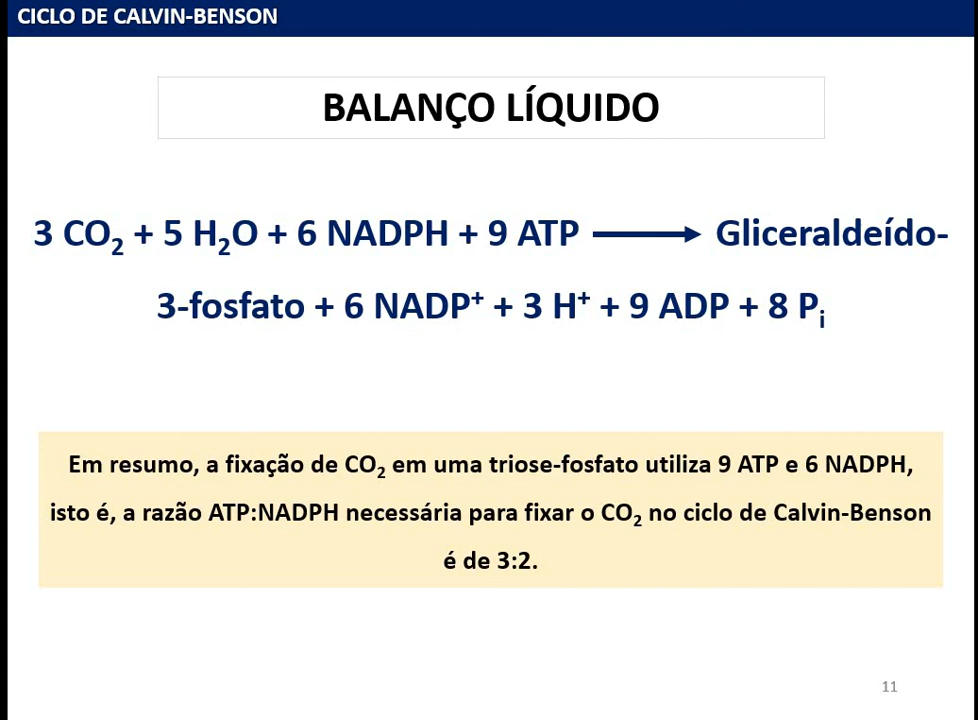 CICLO DE CALVIN-BENSON
BALANÇO LÍQUIDO
3 CO₂ + 5 H₂O + 6 NADPH + 9 ATP ⟶ Gliceraldeído-
3-fosfato + 6 NADP⁺ + 3 H⁺ + 9 ADP + 8 Pᵢ
Em resumo, a fixação de CO₂ em uma triose-fosfato utiliza 9 ATP e 6 NADPH,
isto é, a razão ATP:NADPH necessária para fixar o CO₂ no ciclo de Calvin-Benson
é de 3:2.
11